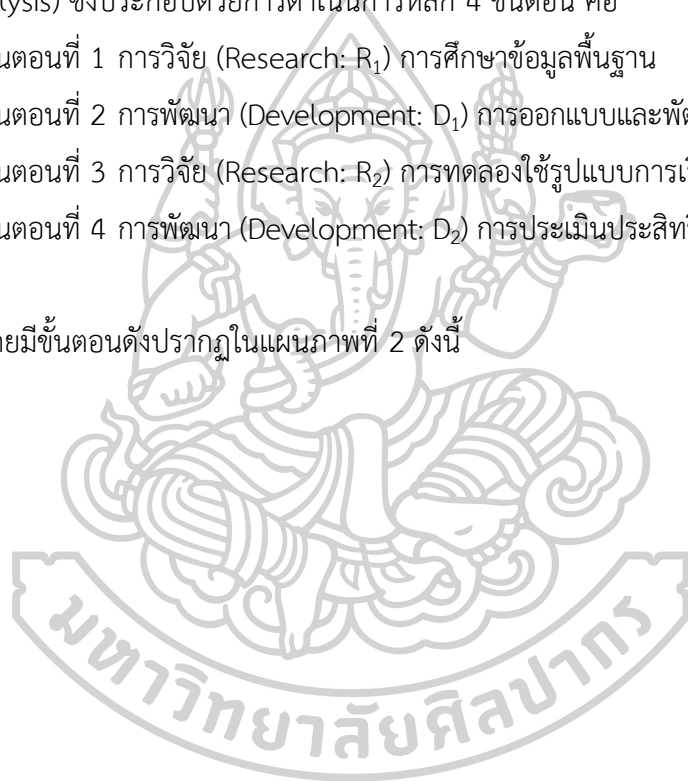 lysis) ซึ่งประกอบด้วยการดำเนินการหลัก 4 ขั้นตอน คือ
นตอนที่ 1 การวิจัย (Research: R1) การศึกษาข้อมูลพื้นฐาน
นตอนที่ 2 การพัฒนา (Development: D1) การออกแบบและพัต
นตอนที่ 3 การวิจัย (Research: R2) การทดลองใช้รูปแบบการเรี
นตอนที่ 4 การพัฒนา (Development: D2) การประเมินประสิท
ยมีขั้นตอนดังปรากฏในแผนภาพที่ 2 ดังนี้
มหาวิทยาลัยศิลปากร